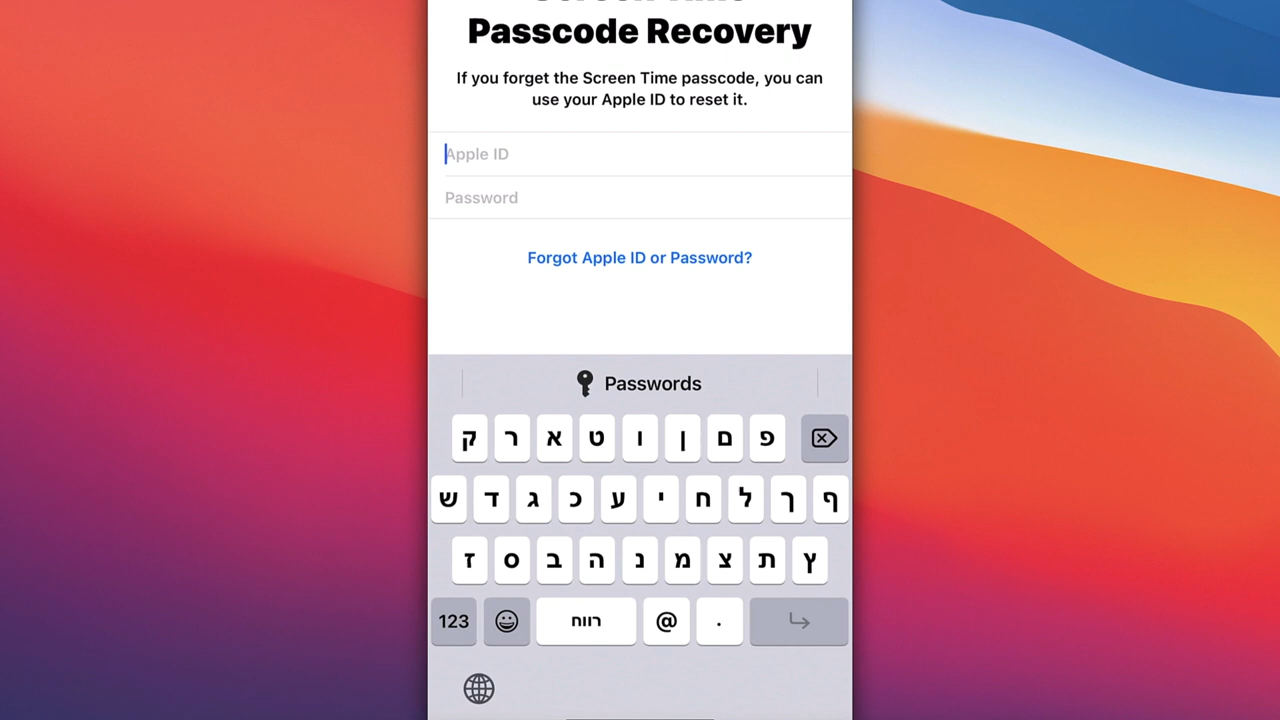 Passcode Recovery
If you forget the Screen Time passcode, you can
use your Apple ID to reset it.
Apple ID
Password
Forgot Apple ID or Password?
Passwords
ק ר א ט ו ן ם פ
ש ד ג כ ע י ח ל ך ף
ז ס ב ה נ מ צ ת ץ
123 רווח @ .